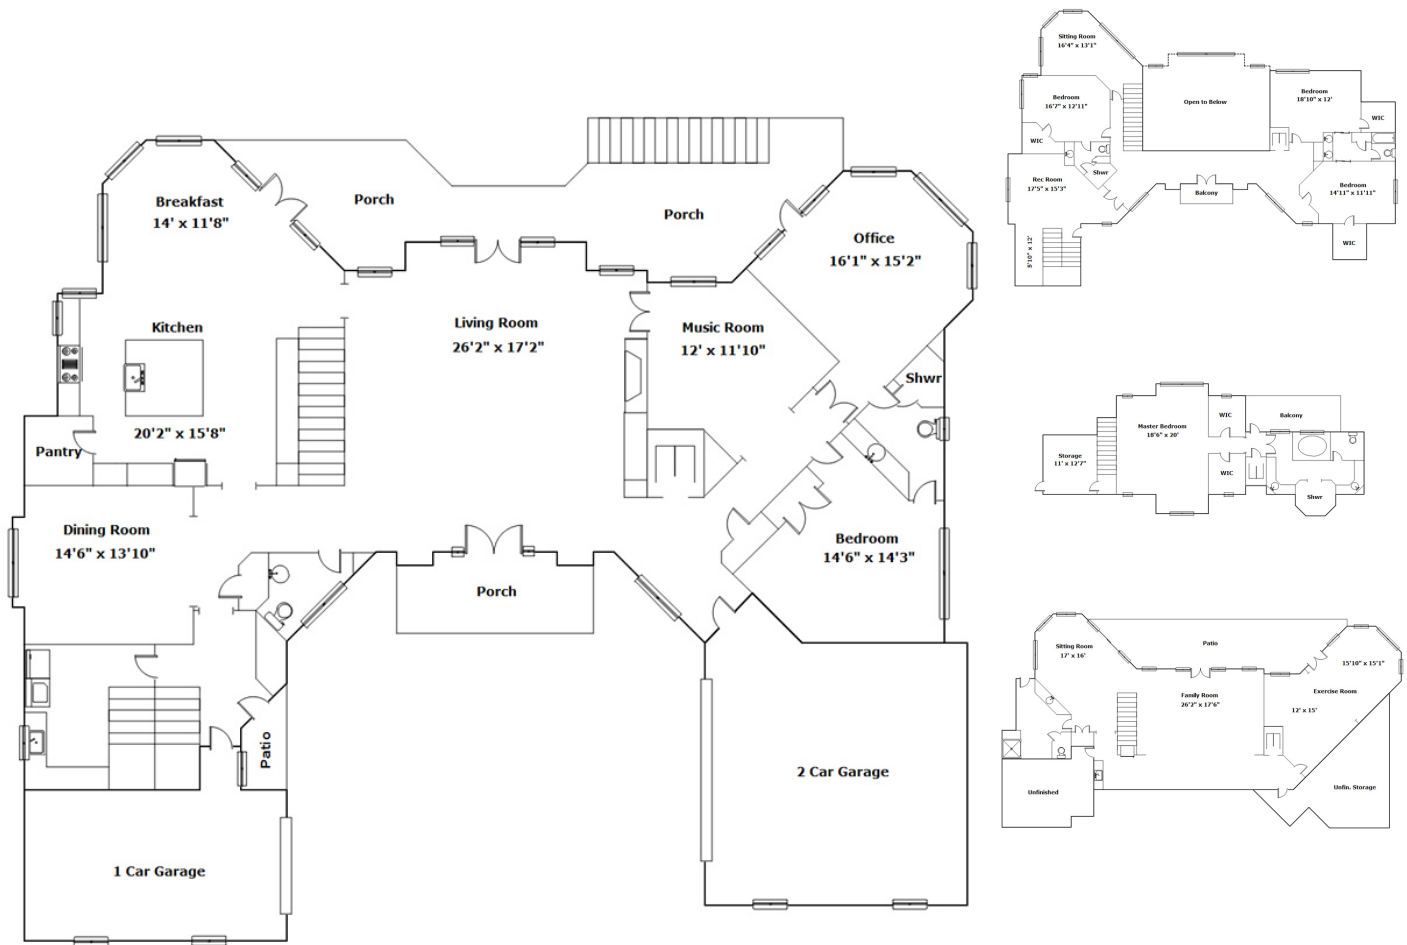 Breakfast
14' x 11'8"
Porch
Porch
Office
16'1" x 15'2"
Kitchen
20'2" x 15'8"
Living Room
26'2" x 17'2"
Music Room
12' x 11'10"
Shwr
Pantry
Dining Room
14'6" x 13'10"
Bedroom
14'6" x 14'3"
Porch
Patio
2 Car Garage
1 Car Garage
Sitting Room
16'4" x 13'1"
Bedroom
16'7" x 12'11"
Open to Below
Bedroom
18'10" x 12'
WIC
WIC
Rec Room
17'5" x 15'3"
Shwr
Balcony
Bedroom
14'11" x 11'11"
WIC
8'10" x 12'
Master Bedroom
18'6" x 20'
WIC
Balcony
Storage
11' x 12'7"
WIC
Shwr
Sitting Room
17' x 16'
Patio
15'10" x 15'1"
Family Room
26'2" x 17'6"
Exercise Room
12' x 15'
Unfinished
Unfin. Storage